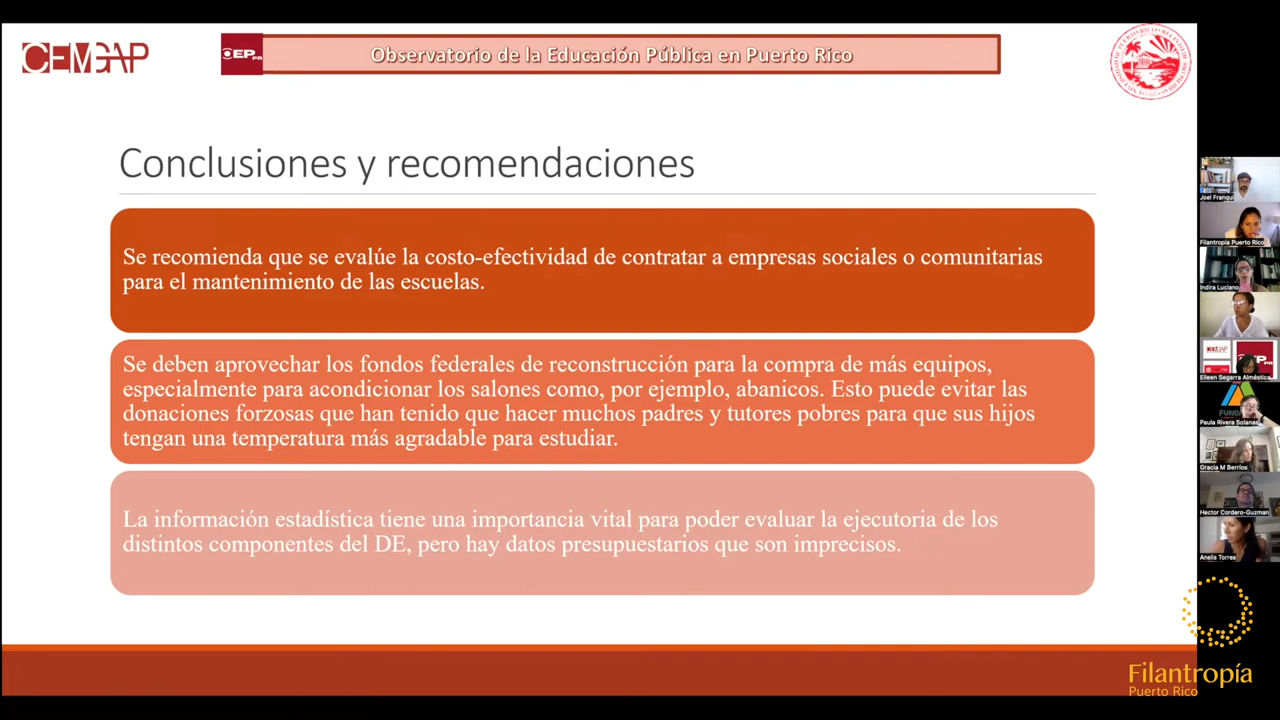 CEMGAP
OEP PR
Observatorio de la Educación Pública en Puerto Rico
Conclusiones y recomendaciones
Se recomienda que se evalúe la costo-efectividad de contratar a empresas sociales o comunitarias
para el mantenimiento de las escuelas.
Se deben aprovechar los fondos federales de reconstrucción para la compra de más equipos,
especialmente para acondicionar los salones como, por ejemplo, abanicos. Esto puede evitar las
donaciones forzosas que han tenido que hacer muchos padres y tutores pobres para que sus hijos
tengan una temperatura más agradable para estudiar.
La información estadística tiene una importancia vital para poder evaluar la ejecutoria de los
distintos componentes del DE, pero hay datos presupuestarios que son imprecisos.
Joel Franqui
Filantropía Puerto Rico
Indira Luciano
Eileen Segarra Alméstica
Paula Rivera Solanas
Gracia M Berríos
Hector Cordero-Guzman
Anelis Torres
Filantropía
Puerto Rico